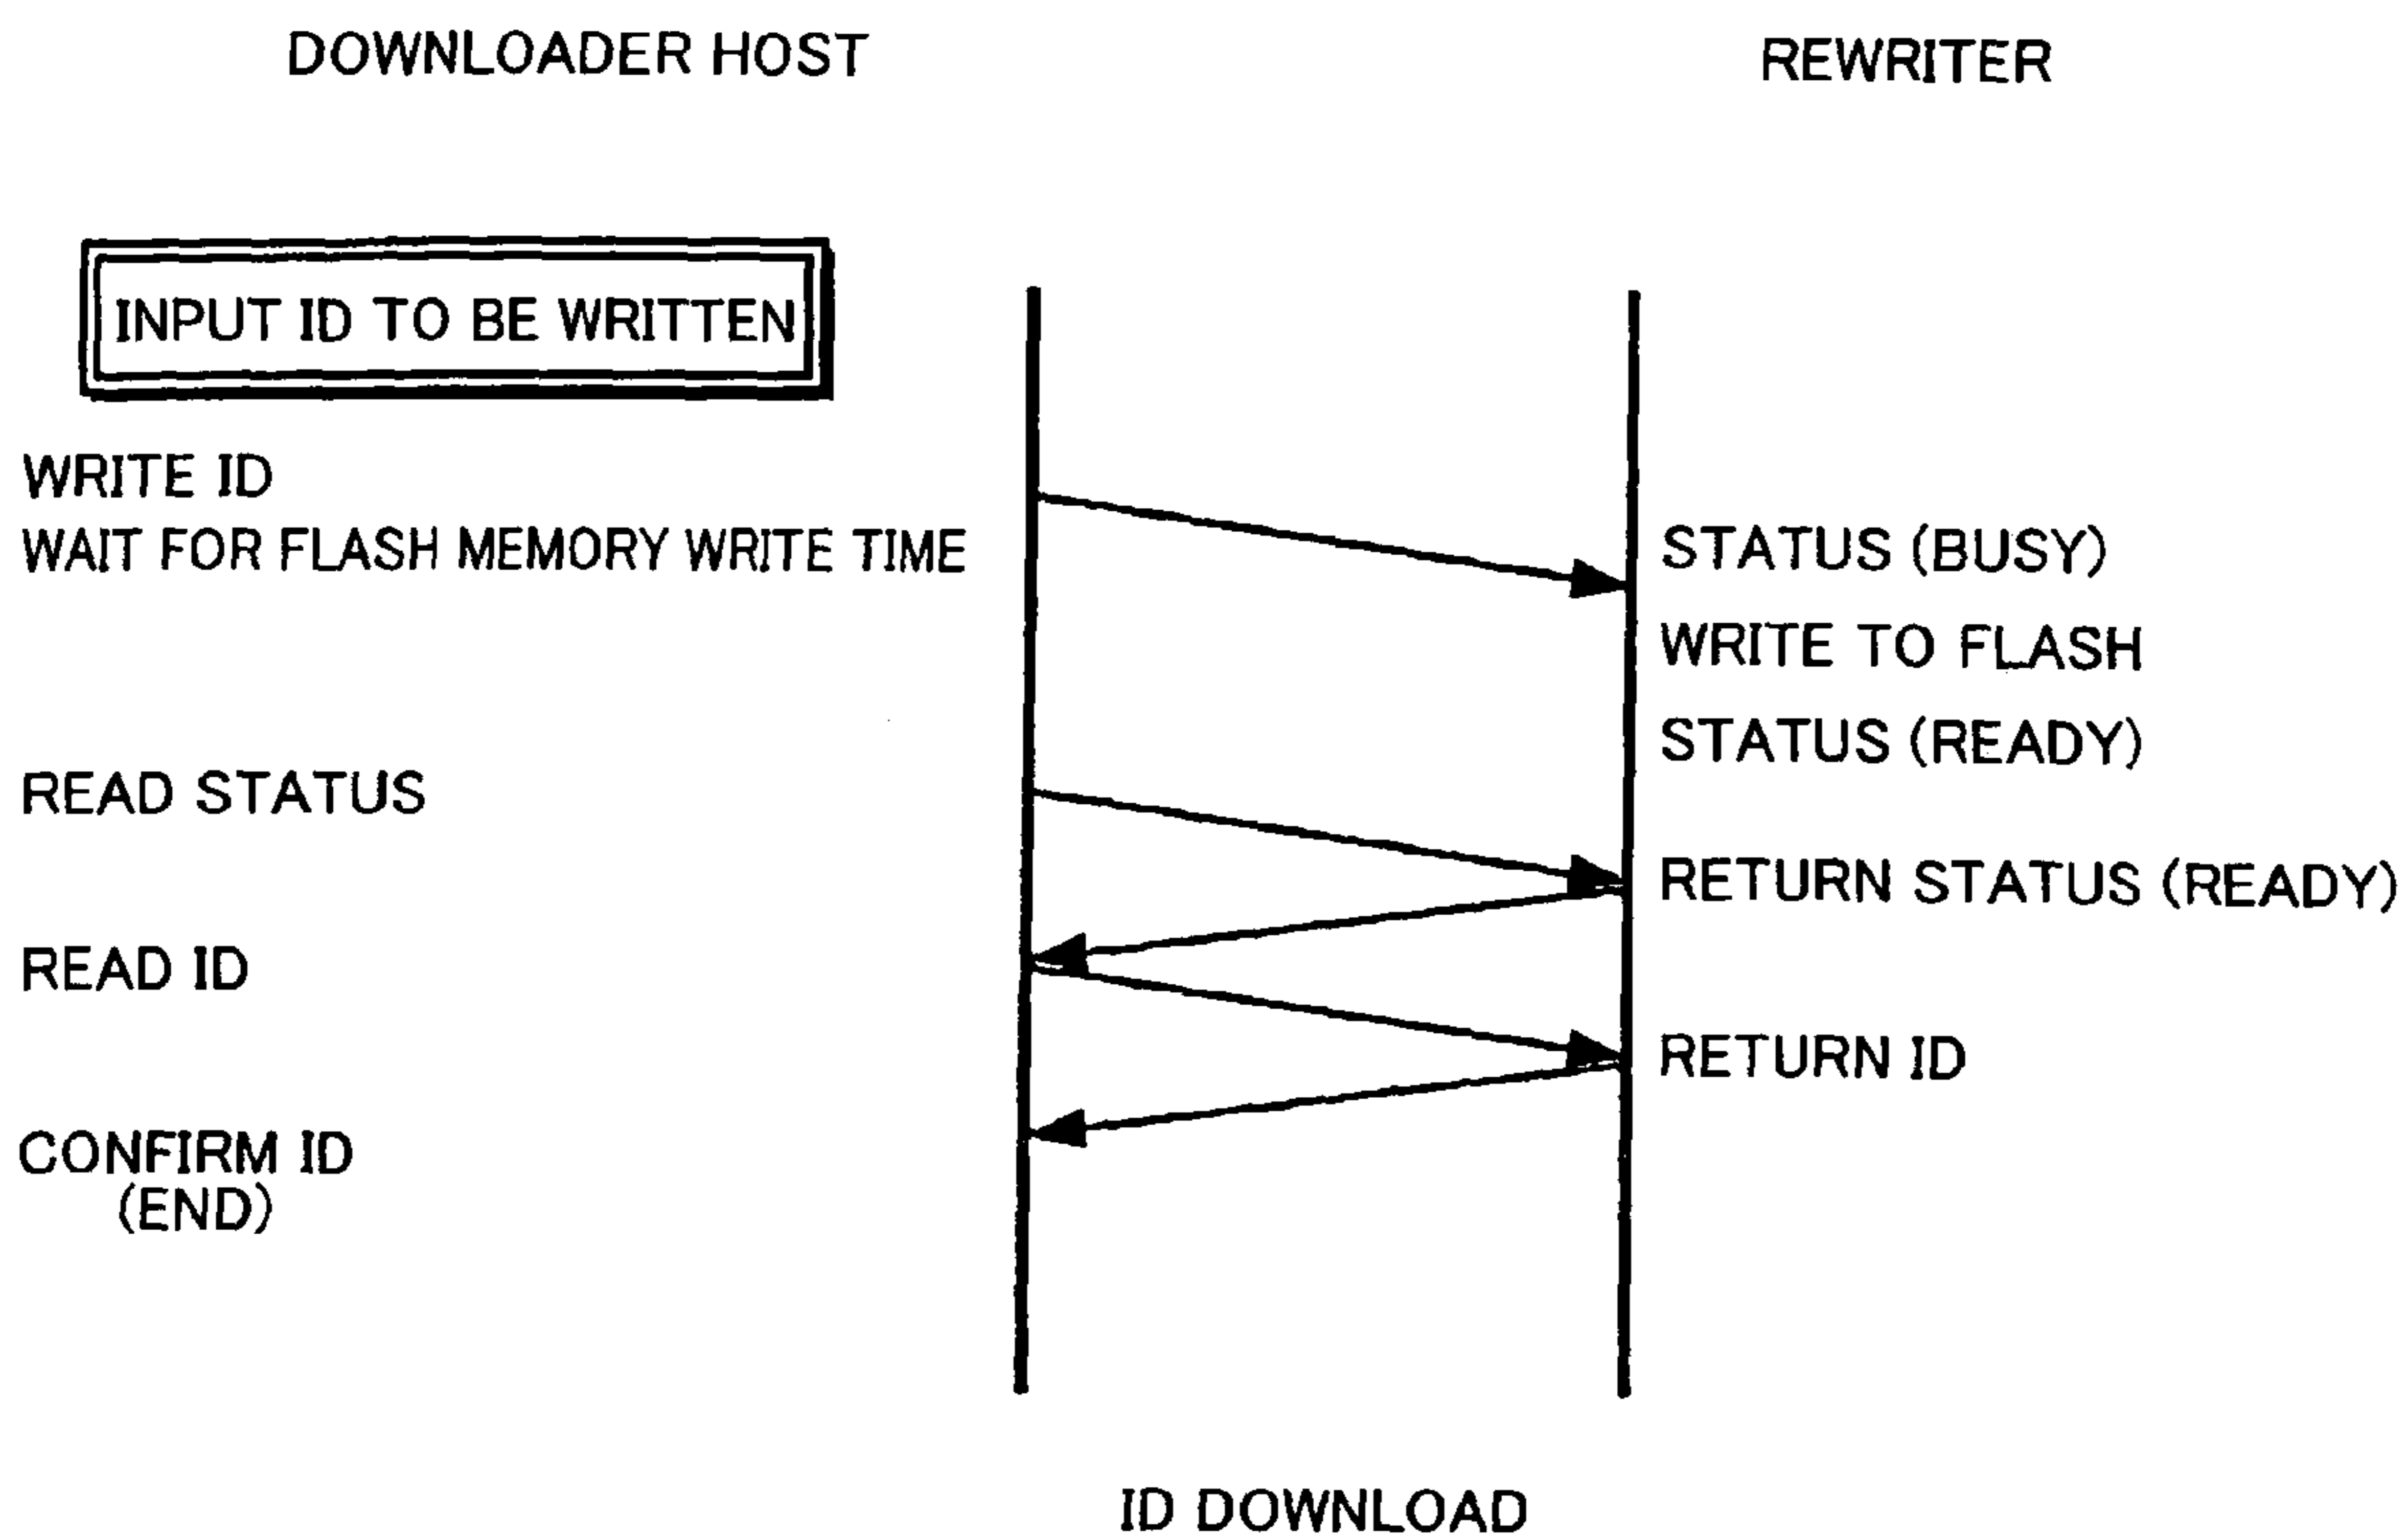 DOWNLOADER HOST
REWRITER
INPUT ID TO BE WRITTEN
WRITE ID
WAIT FOR FLASH MEMORY WRITE TIME
STATUS (BUSY)
WRITE TO FLASH
STATUS (READY)
READ STATUS
RETURN STATUS (READY)
READ ID
RETURN ID
CONFIRM ID
(END)
ID DOWNLOAD